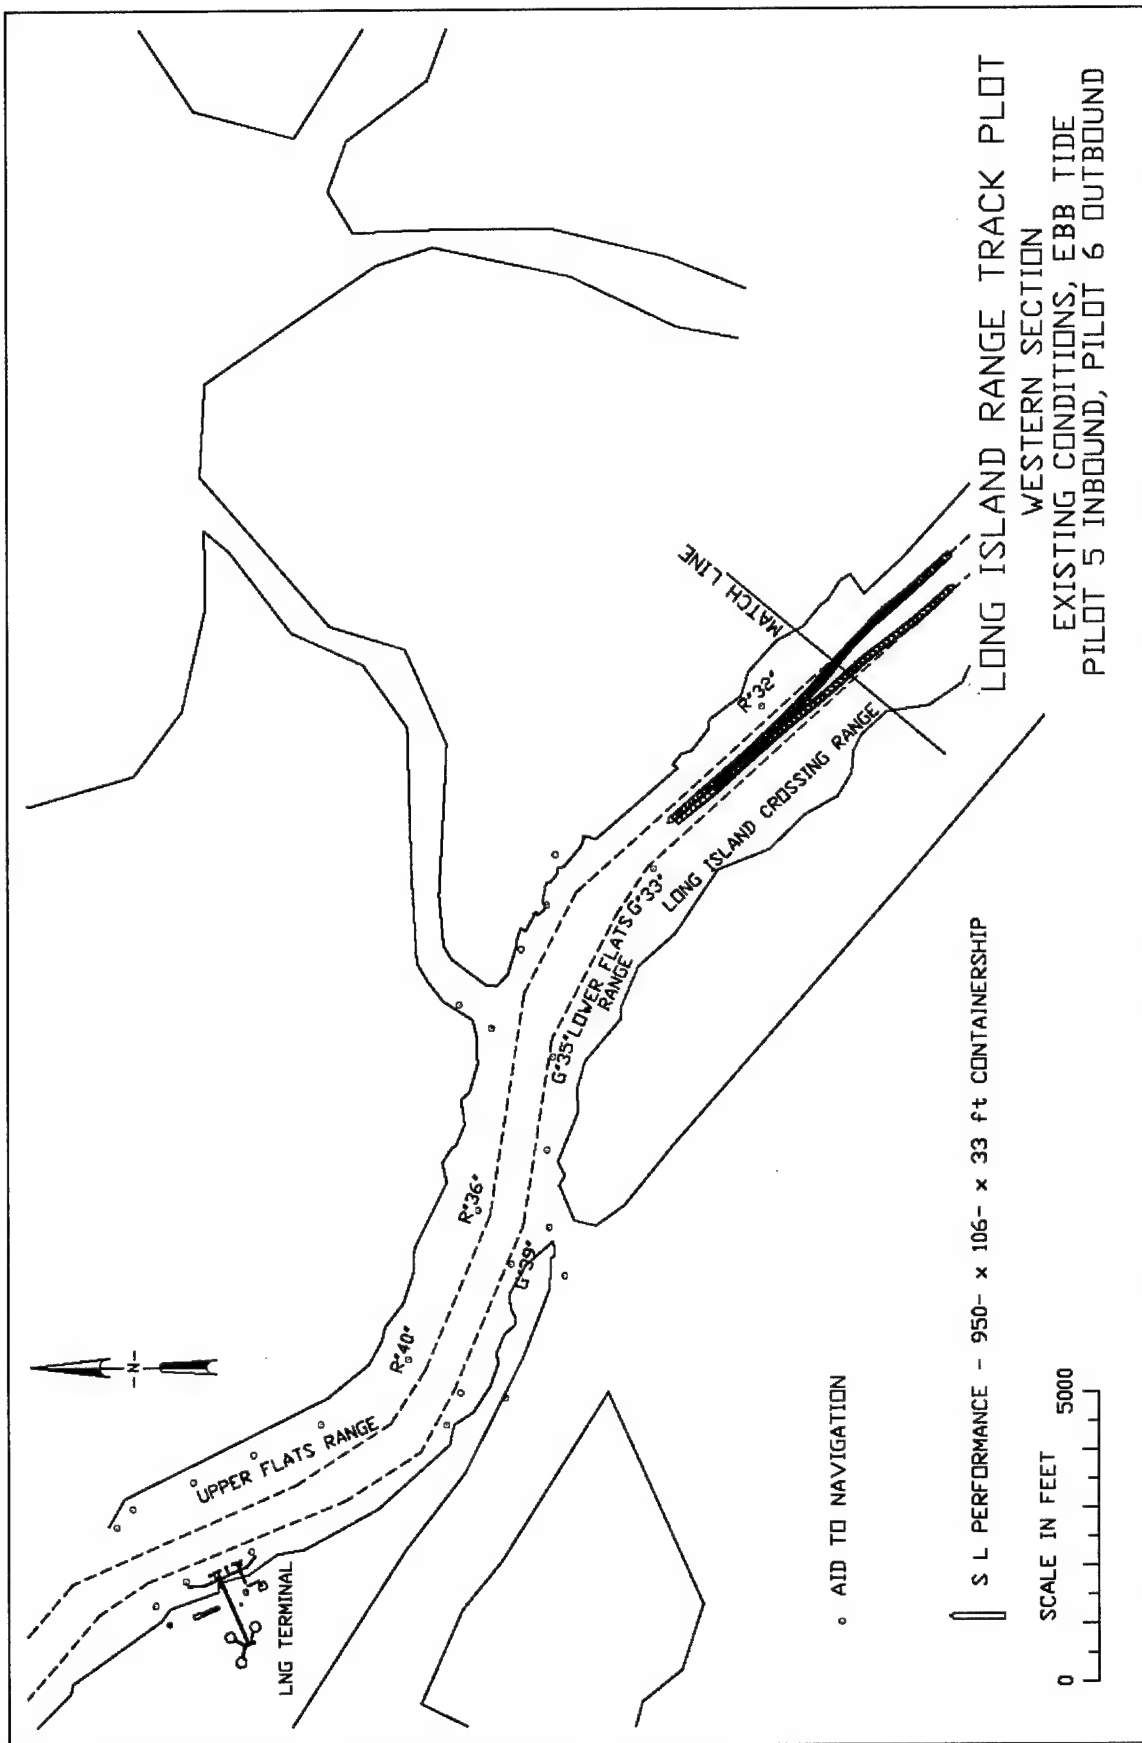 LONG ISLAND RANGE TRACK PLOT
WESTERN SECTION
EXISTING CONDITIONS, EBB TIDE
PILOT 5 INBOUND, PILOT 6 OUTBOUND
-N-
UPPER FLATS RANGE
LNG TERMINAL
R"40"
R"36"
G"39"
G"35"
LOWER FLATS
RANGE
G"33"
LONG ISLAND CROSSING RANGE
R"32"
MATCH LINE
AID TO NAVIGATION
S L PERFORMANCE - 950- x 106- x 33 ft CONTAINERSHIP
SCALE IN FEET
0 5000